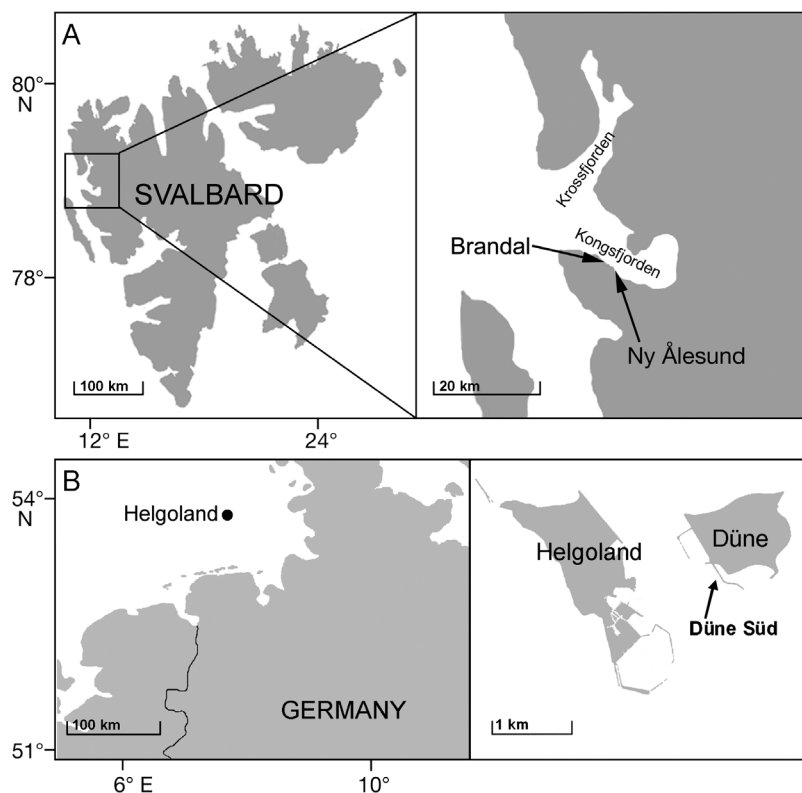 A
80°
N
SVALBARD
78°
100 km
12° E
24°
Krossfjorden
Kongsfjorden
Brandal
Ny Ålesund
20 km
B
54°
N
Helgoland
GERMANY
100 km
51°
6° E
10°
Helgoland
Düne
Düne Süd
1 km